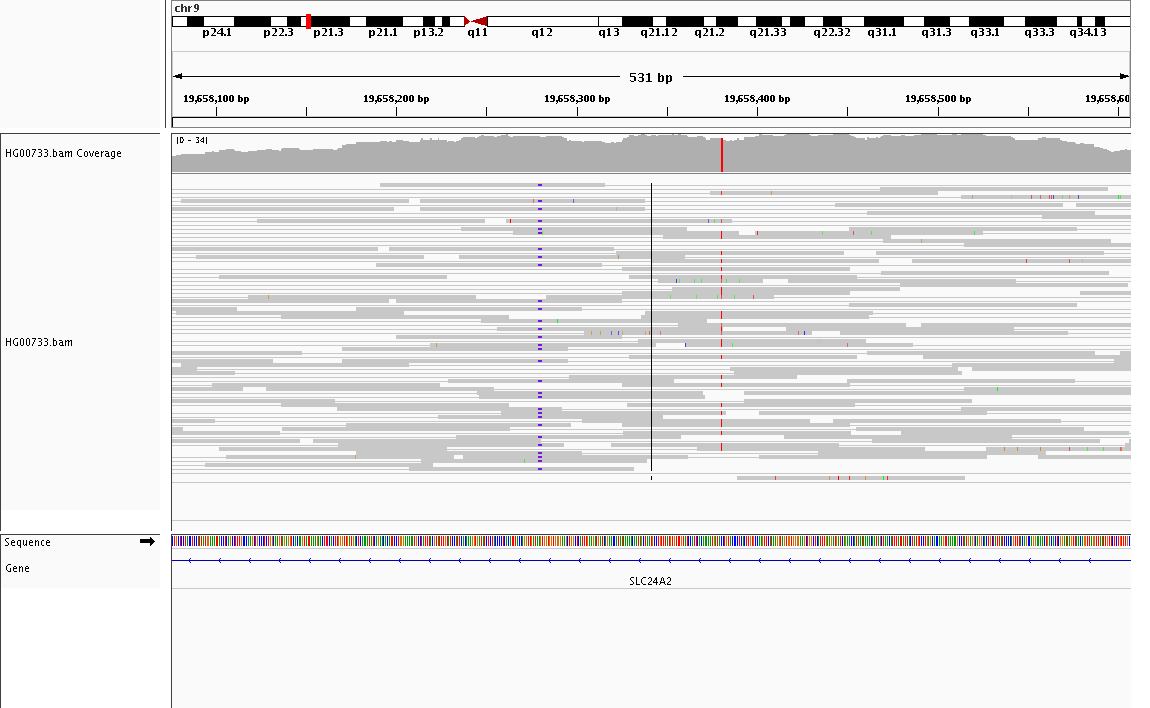 chr9
p24.1 p22.3 p21.3 p21.1 p13.2 q11 q12 q13 q21.12 q21.2 q21.33 q22.32 q31.1 q31.3 q33.1 q33.3 q34.13
531 bp
19,658,100 bp 19,658,200 bp 19,658,300 bp 19,658,400 bp 19,658,500 bp 19,658,60
HG00733.bam Coverage
[0 - 34]
HG00733.bam
Sequence
Gene
SLC24A2